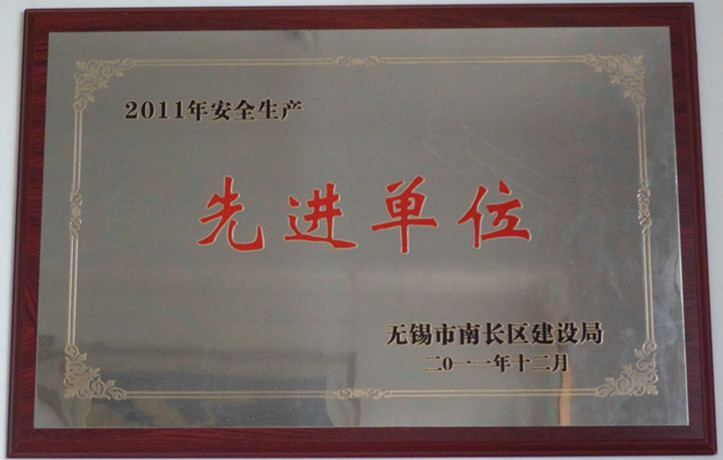 2011年安全生产
先进单位
无锡市南长区建设局
二0一一年十二月